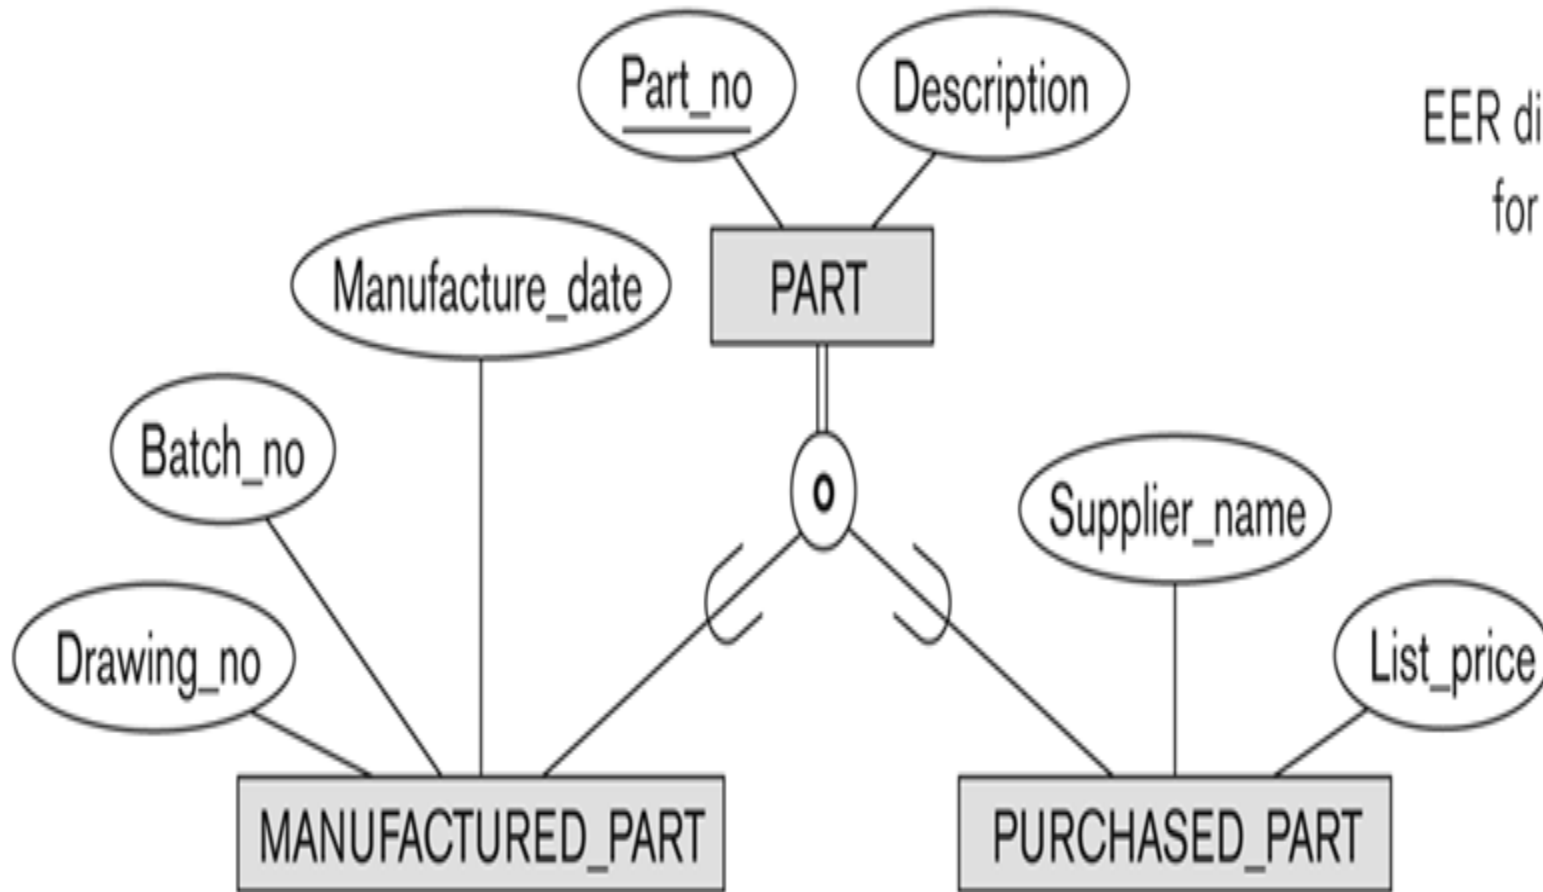 Part_no
Description
EER di
for
Manufacture_date
PART
Batch_no
o
Supplier_name
Drawing_no
List_price
MANUFACTURED_PART
PURCHASED_PART